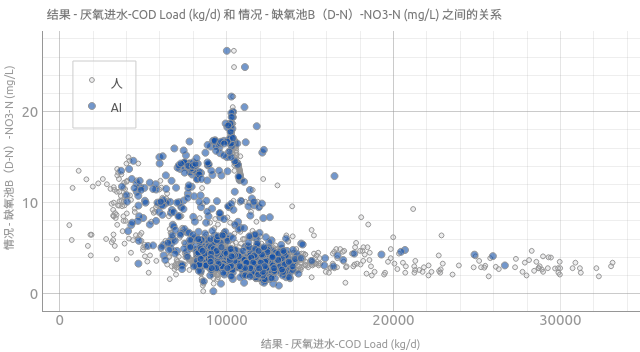 结果 - 厌氧进水-COD Load (kg/d) 和 情况 - 缺氧池B（D-N）-NO3-N (mg/L) 之间的关系
情况 - 缺氧池B（D-N）-NO3-N (mg/L)
人
AI
20
10
0
0 10000 20000 30000
结果 - 厌氧进水-COD Load (kg/d)